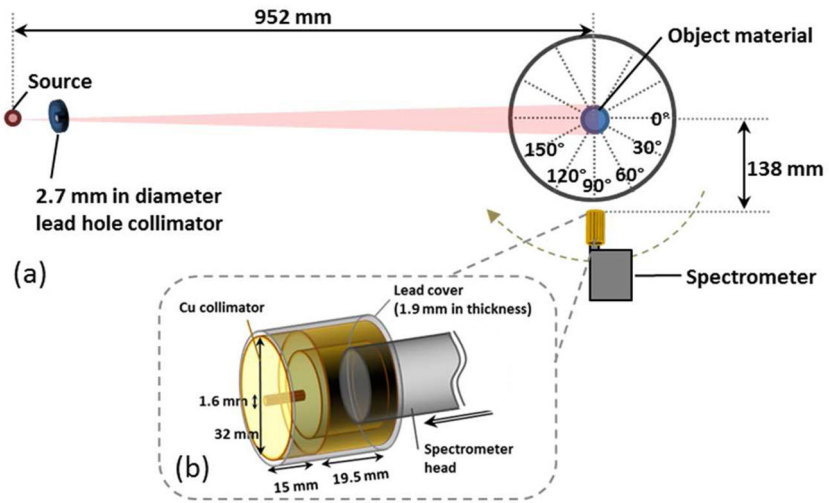 952 mm
Object material
Source
0°
30°
60°
90°
120°
150°
138 mm
2.7 mm in diameter
lead hole collimator
(a)
Spectrometer
Cu collimator
Lead cover
(1.9 mm in thickness)
1.6 mm
32 mm
Spectrometer
head
(b)
15 mm
19.5 mm